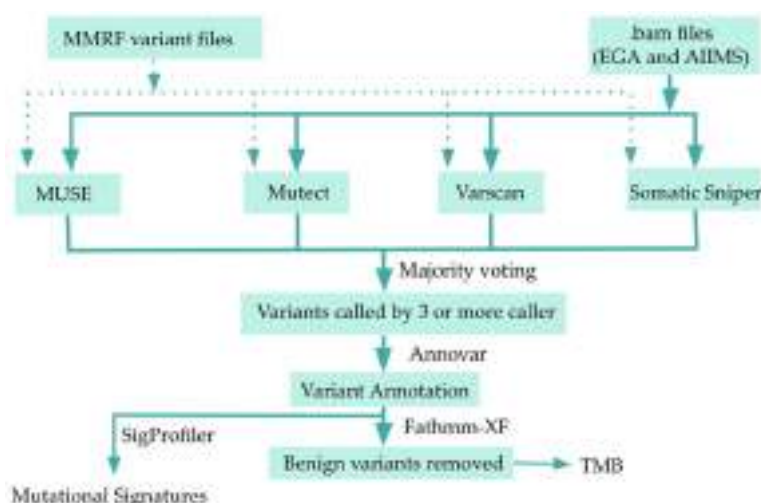 MMRF variant files
.bam files
(EGA and AIIMS)
MUSE
Mutect
Varscan
Somatic Sniper
Majority voting
Variants called by 3 or more caller
Annovar
Variant Annotation
SigProfiler
Fathmm-XF
Benign variants removed
TMB
Mutational Signatures